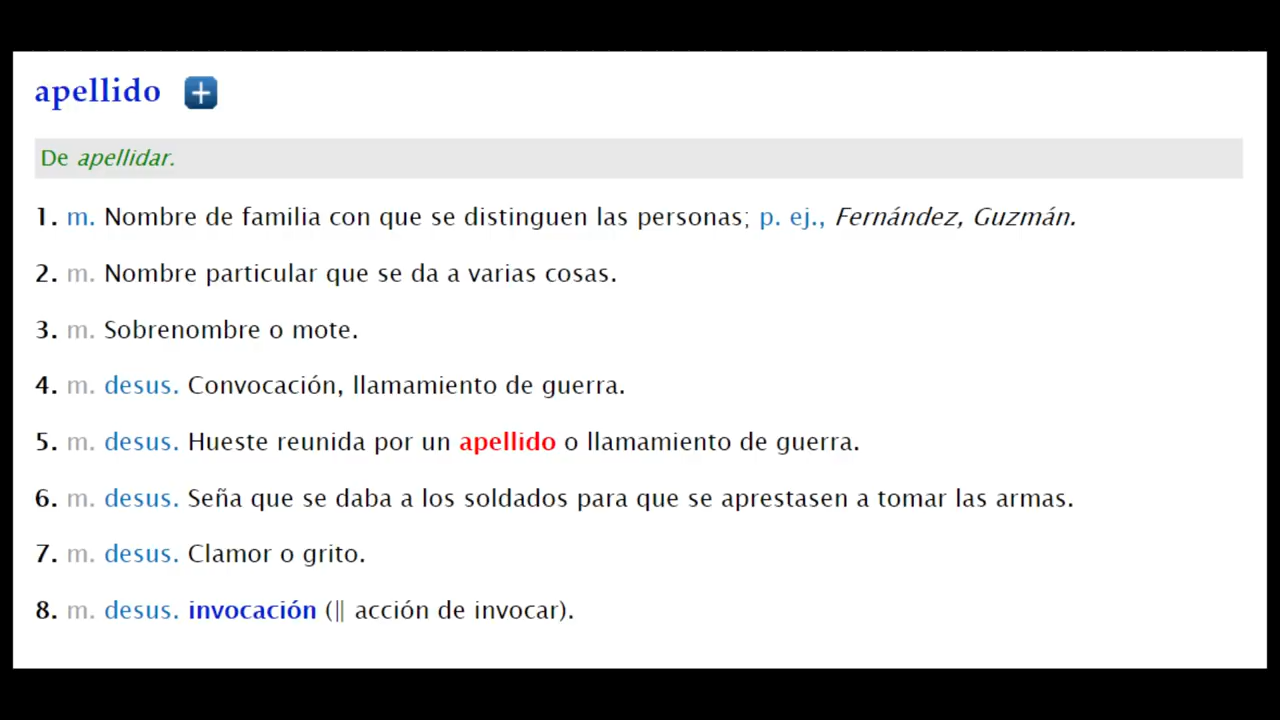 apellido
De apellidar.
1. m. Nombre de familia con que se distinguen las personas; p. ej., Fernández, Guzmán.
2. m. Nombre particular que se da a varias cosas.
3. m. Sobrenombre o mote.
4. m. desus. Convocación, llamamiento de guerra.
5. m. desus. Hueste reunida por un apellido o llamamiento de guerra.
6. m. desus. Seña que se daba a los soldados para que se aprestasen a tomar las armas.
7. m. desus. Clamor o grito.
8. m. desus. invocación (‖ acción de invocar).